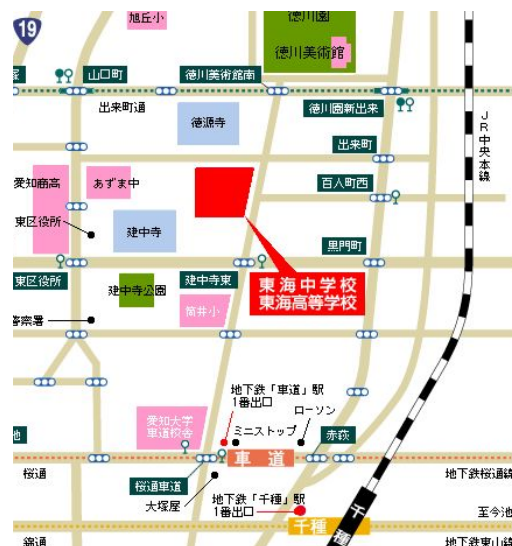 19
旭丘小
徳川園
徳川美術館
山口町
徳川美術館南
出来町通
徳源寺
徳川園新出来
JR中央本線
出来町
愛知商高
あずま中
百人町西
東区役所
建中寺
黒門町
東区役所
建中寺公園
建中寺東
東海中学校
東海高等学校
筒井小
警察署
地下鉄「車道」駅
1番出口
ローソン
愛知大学
車道校舎
ミニストップ
赤萩
池
車道
桜通
桜通車道
地下鉄桜通線
大塚屋
地下鉄「千種」駅
1番出口
至今池
千種
千種
錦通
地下鉄東山線